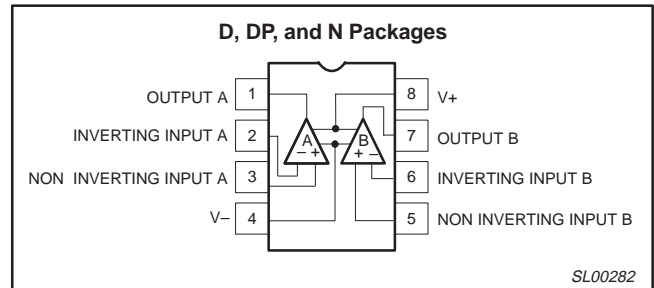 D, DP, and N Packages
OUTPUT A 1
8 V+
INVERTING INPUT A 2
7 OUTPUT B
NON INVERTING INPUT A 3
6 INVERTING INPUT B
V– 4
5 NON INVERTING INPUT B
A
B
– +
+ –
SL00282